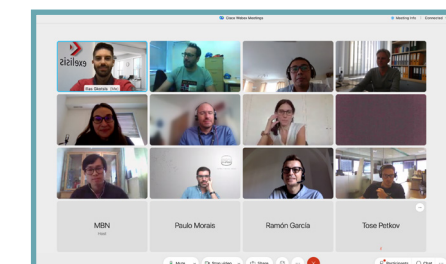 Cisco Webex Meetings
Meeting Info
Connected
exelisis
MBN
Host
Paulo Morais
Ramón García
Tose Petkov
Mute
Stop video
Share
Participants
Chat